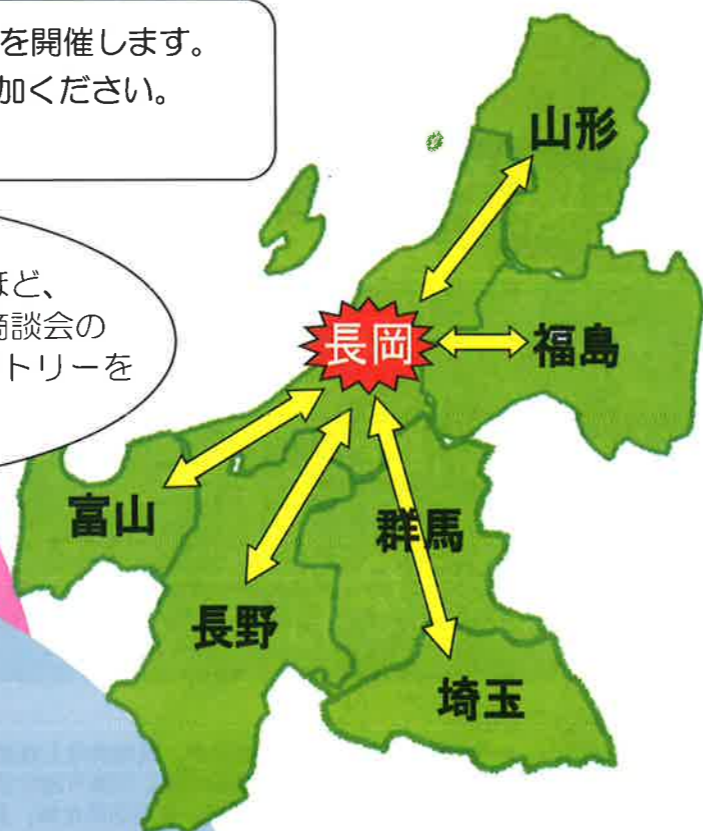 を開催します。
加ください。
ほど、
商談会の
トリーを
山形
長岡
福島
富山
群馬
長野
埼玉